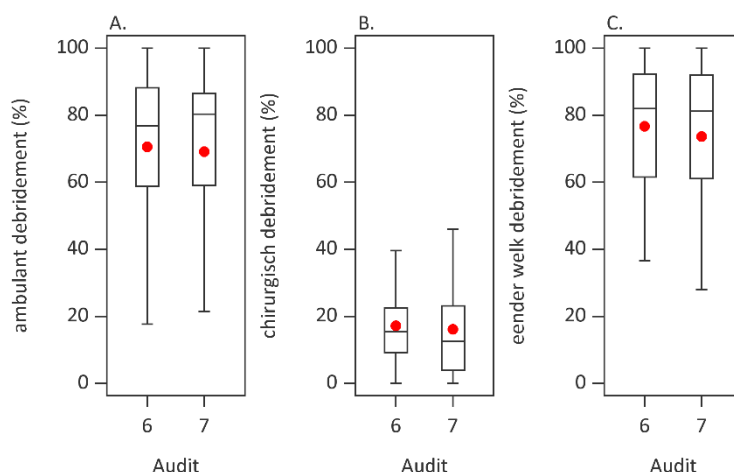 A.
ambulant debridement (%)
100
80
60
40
20
0
6 7
Audit
B.
chirurgisch debridement (%)
100
80
60
40
20
0
6 7
Audit
C.
eender welk debridement (%)
100
80
60
40
20
0
6 7
Audit